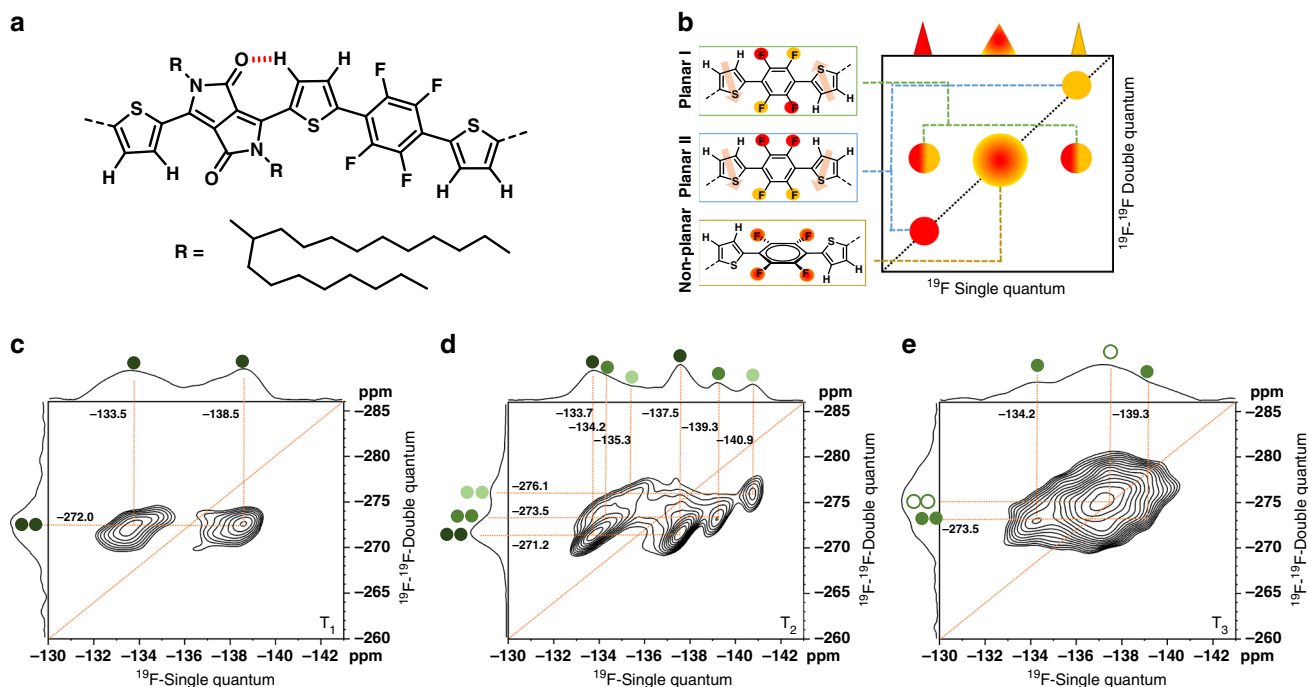 a
R
O
H
H
N
S
F
F
S
S
N
F
F
H
H
O
R
H
H
R =
b
Planar I
H
H
F
F
S
S
F
F
H
H
Planar II
H
H
F
F
H
H
S
S
F
F
Non-planar
H
H
F
F
S
S
F
F
H
H
¹⁹F-¹⁹F Double quantum
¹⁹F Single quantum
c
ppm
−133.5
−138.5
−272.0
T₁
−285
−280
−275
−270
−265
−260
¹⁹F-¹⁹F-Double quantum
−130 −132 −134 −136 −138 −140 −142 ppm
¹⁹F-Single quantum
d
ppm
−133.7
−134.2
−135.3
−137.5
−139.3
−140.9
−276.1
−273.5
−271.2
T₂
−285
−280
−275
−270
−265
−260
¹⁹F-¹⁹F-Double quantum
−130 −132 −134 −136 −138 −140 −142 ppm
¹⁹F-Single quantum
e
ppm
−134.2
−139.3
−273.5
T₃
−285
−280
−275
−270
−265
−260
¹⁹F-¹⁹F-Double quantum
−130 −132 −134 −136 −138 −140 −142 ppm
¹⁹F-Single quantum